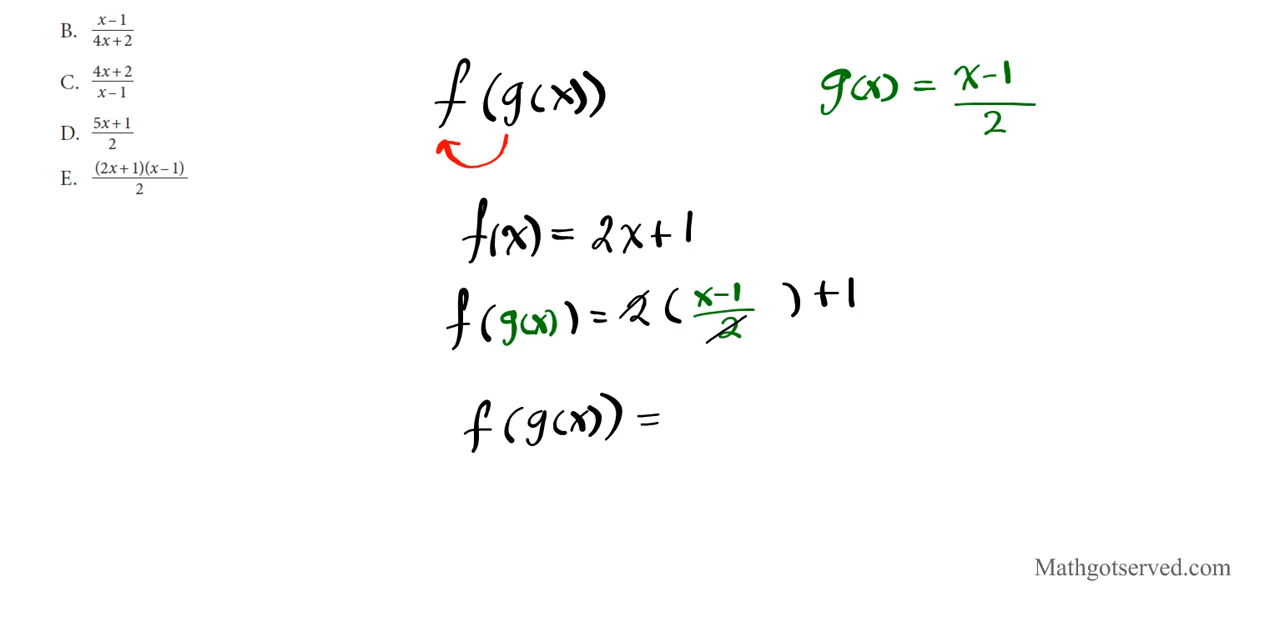 B. (x−1)/(4x+2)
C. (4x+2)/(x−1)
D. (5x+1)/2
E. ((2x+1)(x−1))/2
f(g(x))
g(x) = (x−1)/2
f(x) = 2x+1
f(g(x)) = 2((x−1)/2)+1
f(g(x)) =
Mathgotserved.com